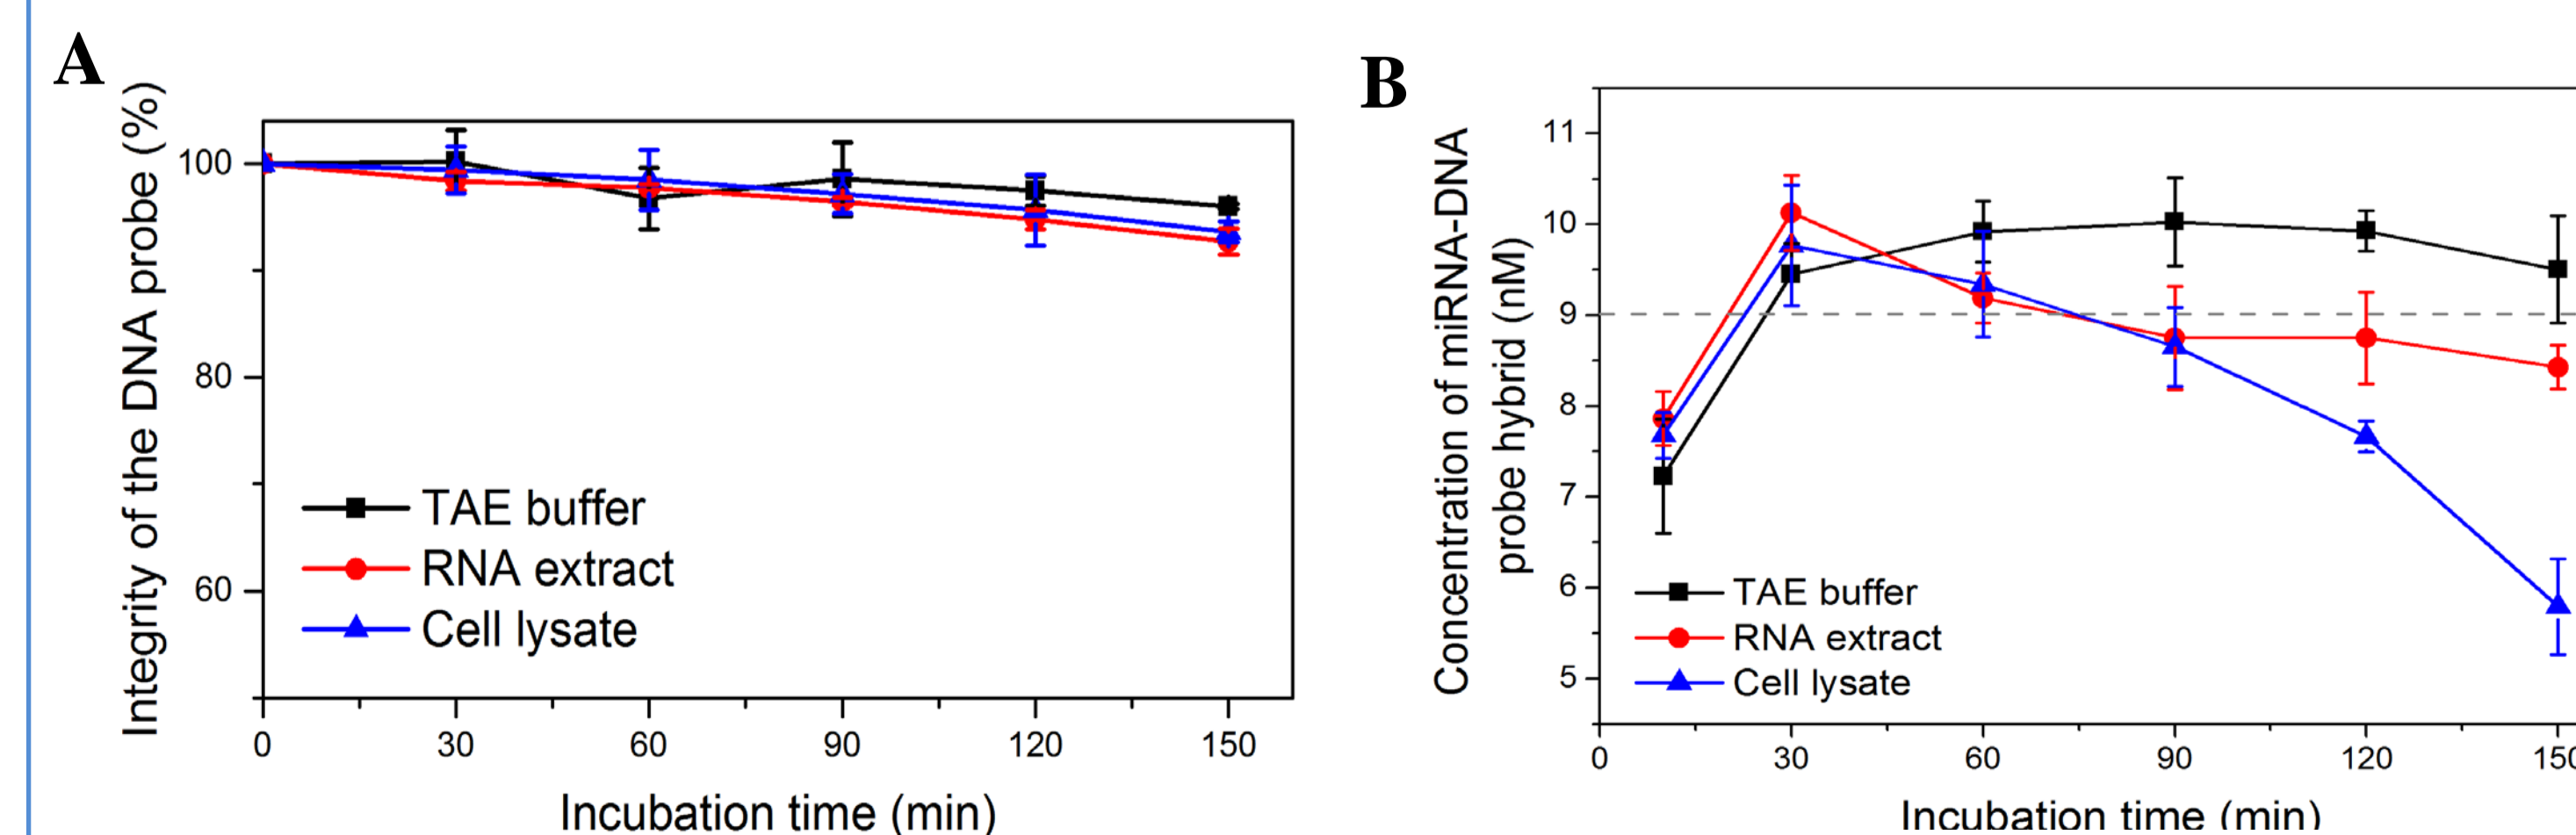 A
Integrity of the DNA probe (%)
100
80
60
TAE buffer
RNA extract
Cell lysate
0 30 60 90 120 150
Incubation time (min)
B
Concentration of miRNA-DNA
probe hybrid (nM)
11
10
9
8
7
6
5
TAE buffer
RNA extract
Cell lysate
0 30 60 90 120 150
Incubation time (min)